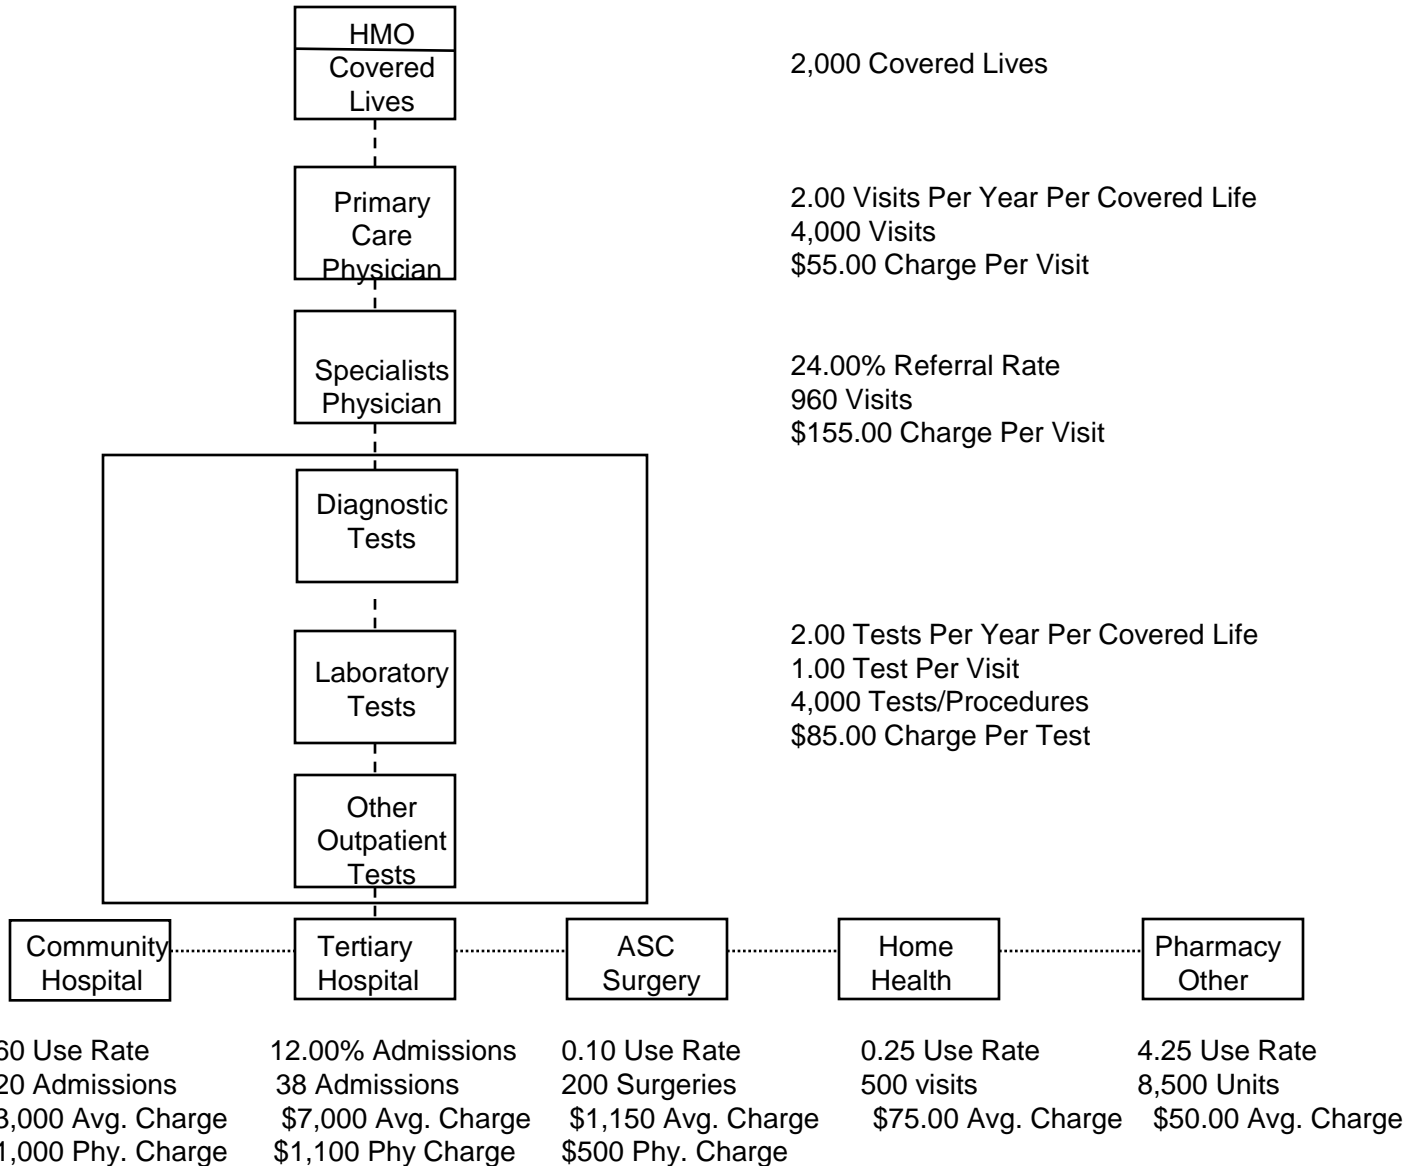 HMO
Covered
Lives
2,000 Covered Lives
Primary
Care
Physician
2.00 Visits Per Year Per Covered Life
4,000 Visits
$55.00 Charge Per Visit
Specialists
Physician
24.00% Referral Rate
960 Visits
$155.00 Charge Per Visit
Diagnostic
Tests
Laboratory
Tests
2.00 Tests Per Year Per Covered Life
1.00 Test Per Visit
4,000 Tests/Procedures
$85.00 Charge Per Test
Other
Outpatient
Tests
Community
Hospital
Tertiary
Hospital
ASC
Surgery
Home
Health
Pharmacy
Other
60 Use Rate
20 Admissions
3,000 Avg. Charge
1,000 Phy. Charge
12.00% Admissions
38 Admissions
$7,000 Avg. Charge
$1,100 Phy Charge
0.10 Use Rate
200 Surgeries
$1,150 Avg. Charge
$500 Phy. Charge
0.25 Use Rate
500 visits
$75.00 Avg. Charge
4.25 Use Rate
8,500 Units
$50.00 Avg. Charge